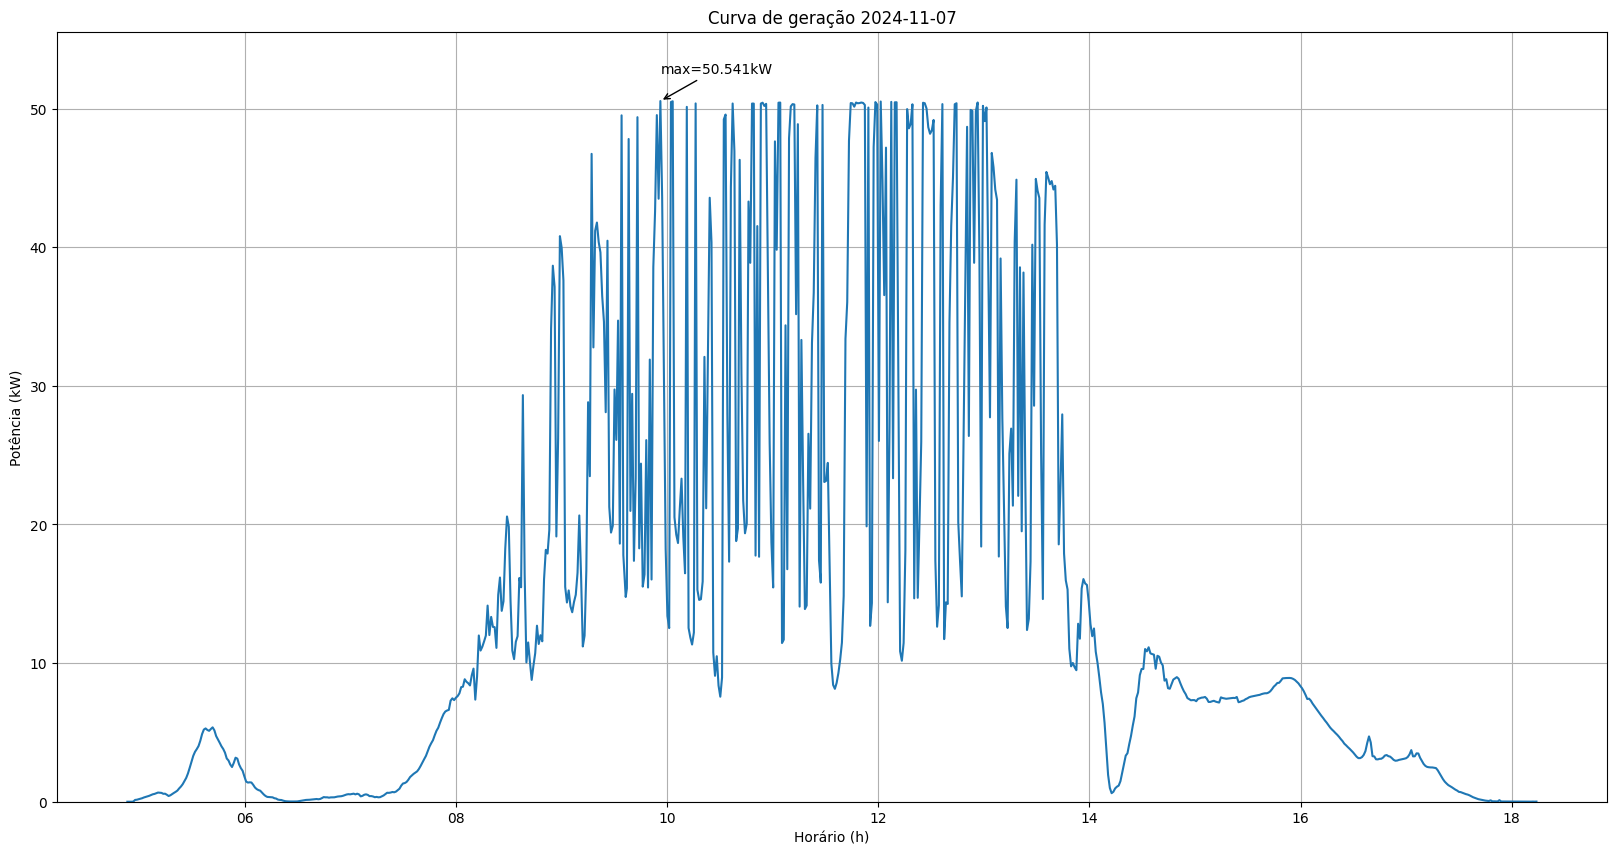 Curva de geração 2024-11-07
max=50.541kW
Potência (kW)
50
40
30
20
10
0
06 08 10 12 14 16 18
Horário (h)